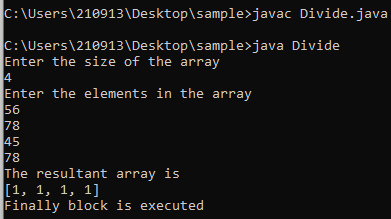 C:\Users\210913\Desktop\sample>javac Divide.java
C:\Users\210913\Desktop\sample>java Divide
Enter the size of the array
4
Enter the elements in the array
56
78
45
78
The resultant array is
[1, 1, 1, 1]
Finally block is executed